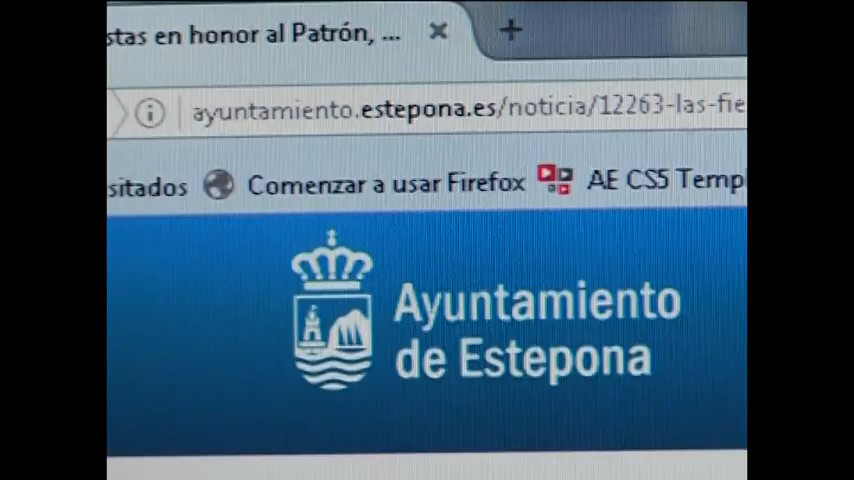 stas en honor al Patrón, ...
ayuntamiento.estepona.es/noticia/12263-las-fie
sitados Comenzar a usar Firefox AE CS5 Templ
Ayuntamiento
de Estepona